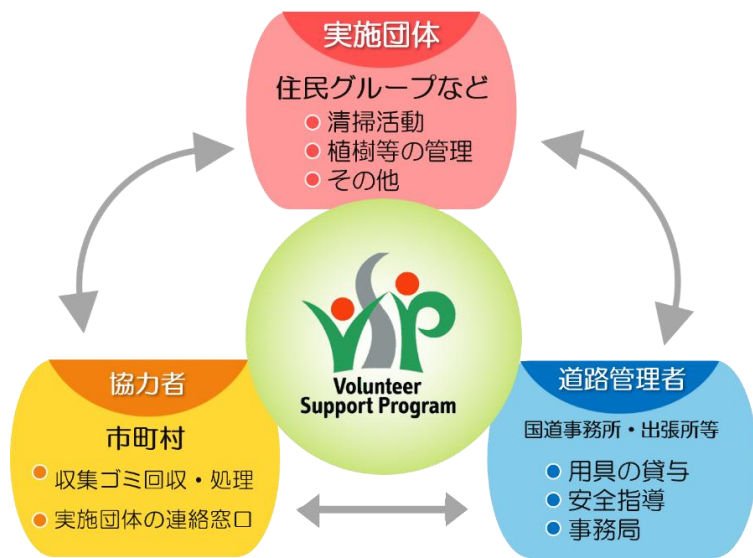 実施団体
住民グループなど
清掃活動
植樹等の管理
その他
VSP
Volunteer
Support Program
協力者
市町村
収集ゴミ回収・処理
実施団体の連絡窓口
道路管理者
国道事務所・出張所等
用具の貸与
安全指導
事務局